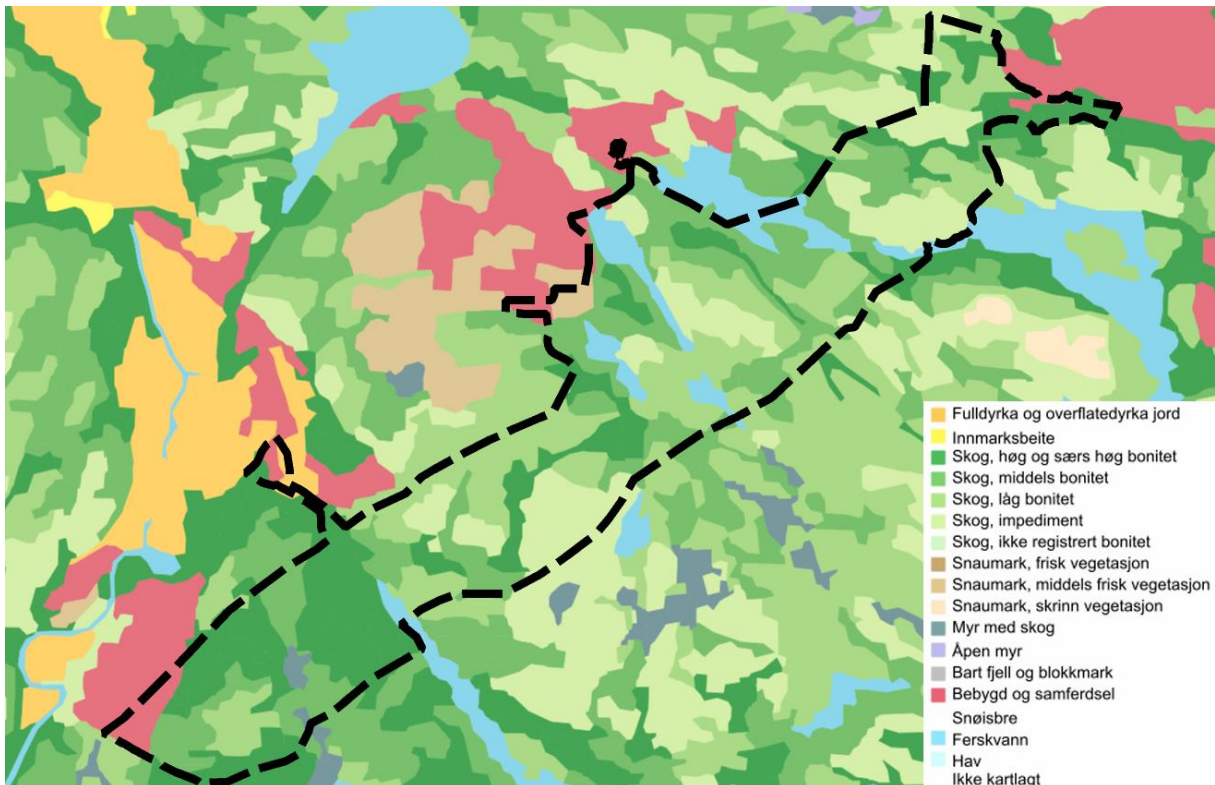 Fulldyrka og overflatedyrka jord
Innmarksbeite
Skog, høg og særs høg bonitet
Skog, middels bonitet
Skog, låg bonitet
Skog, impediment
Skog, ikke registrert bonitet
Snaumark, frisk vegetasjon
Snaumark, middels frisk vegetasjon
Snaumark, skrinn vegetasjon
Myr med skog
Åpen myr
Bart fjell og blokkmark
Bebygd og samferdsel
Snøisbre
Ferskvann
Hav
Ikke kartlagt